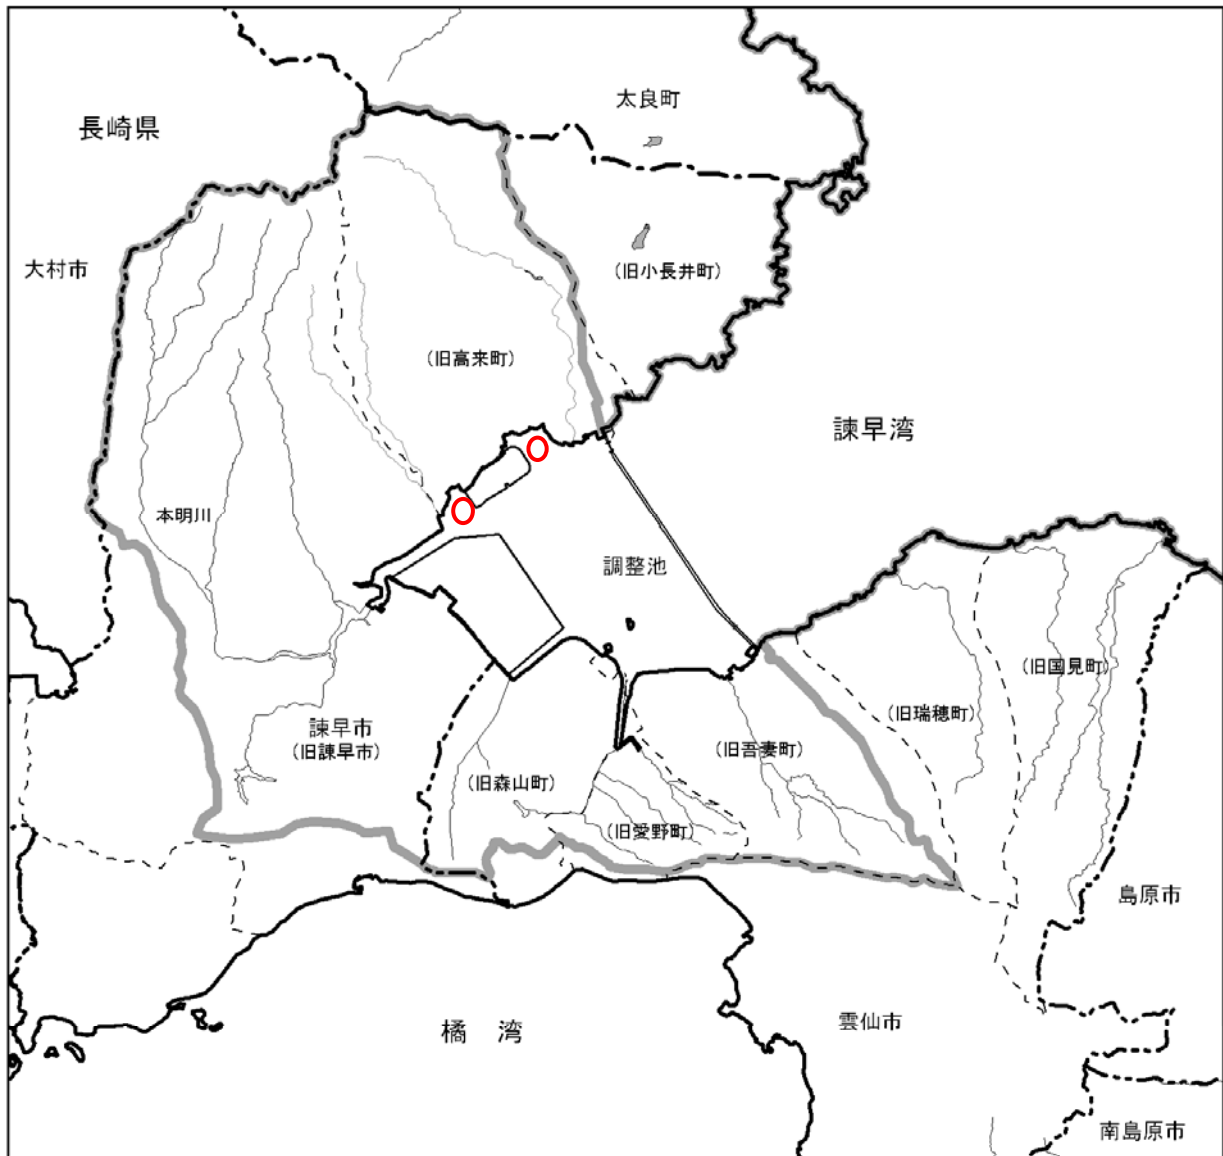 太良町
長崎県
大村市
(旧小長井町)
(旧高来町)
諫早湾
本明川
調整池
(旧国見町)
(旧瑞穂町)
諫早市
(旧諫早市)
(旧吾妻町)
(旧森山町)
(旧愛野町)
島原市
雲仙市
橘 湾
南島原市